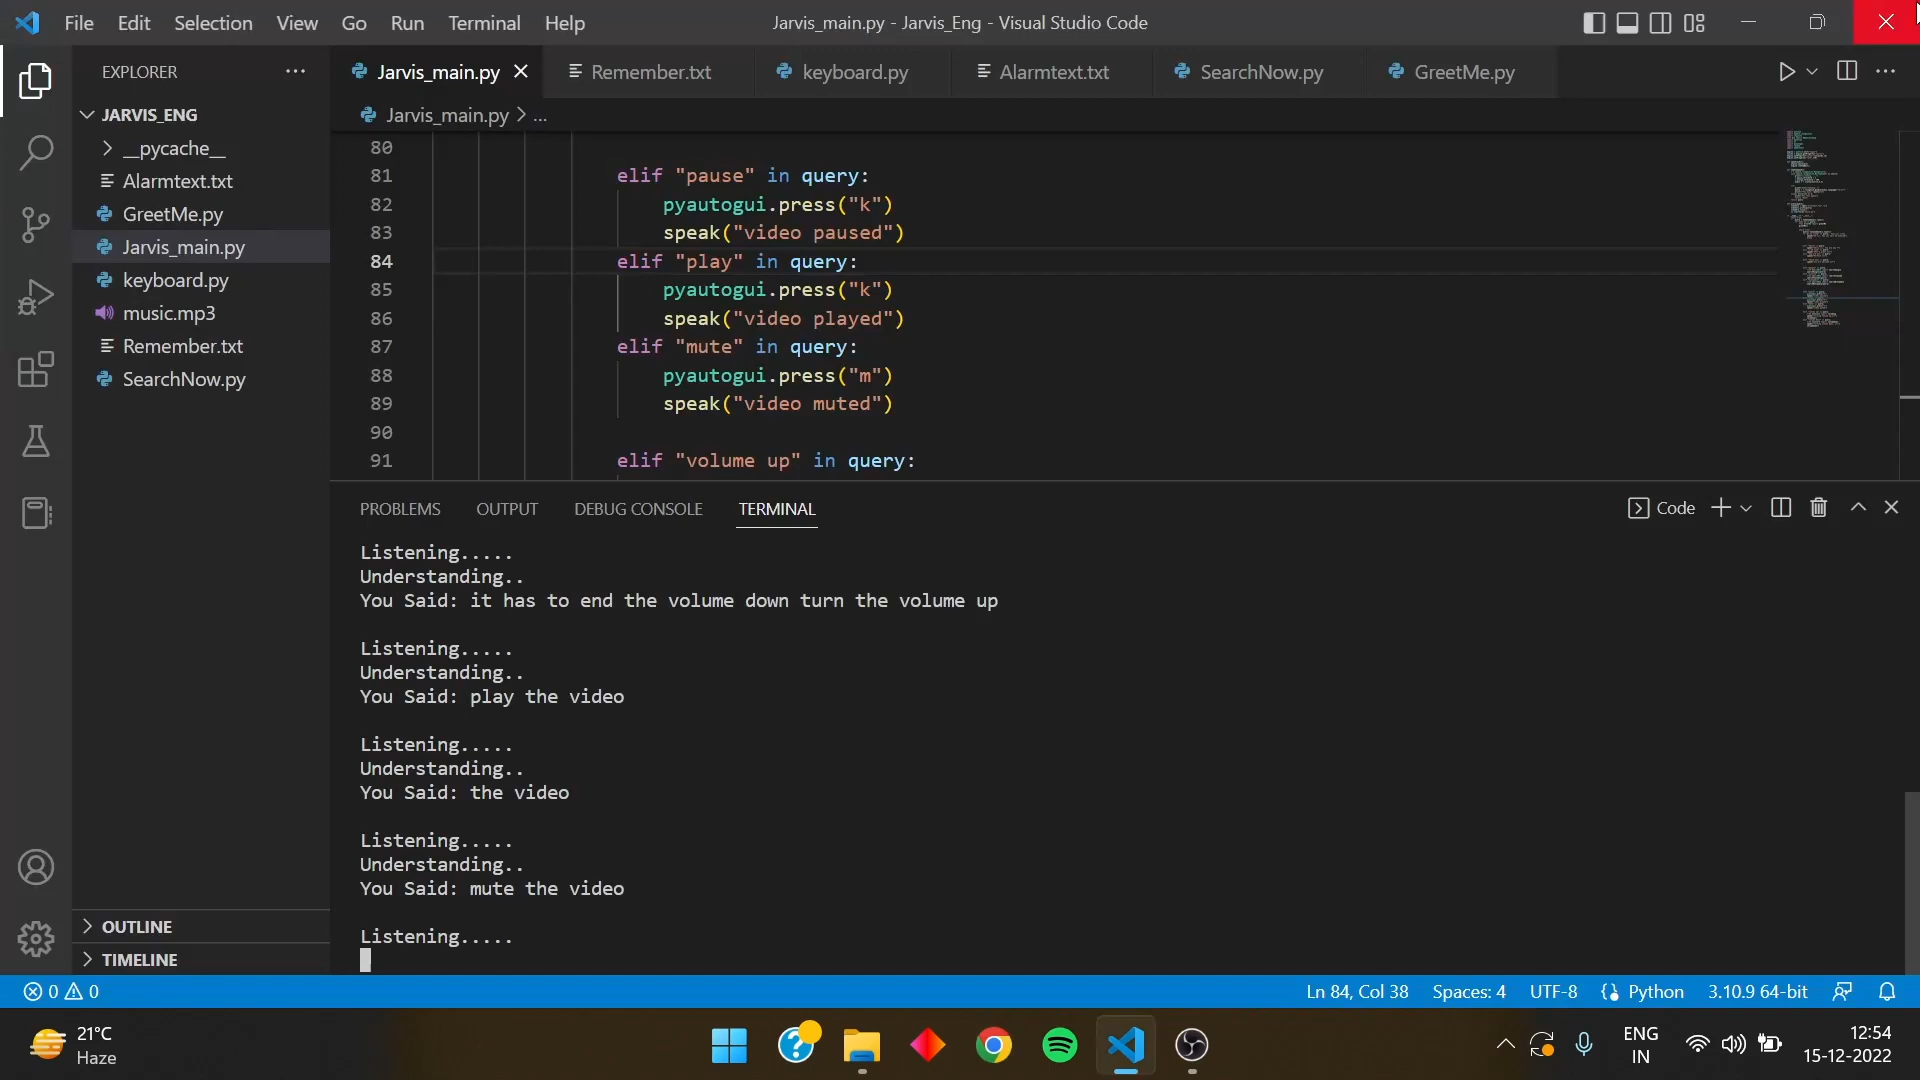 File Edit Selection View Go Run Terminal Help
Jarvis_main.py - Jarvis_Eng - Visual Studio Code
EXPLORER
JARVIS_ENG
__pycache__
Alarmtext.txt
GreetMe.py
Jarvis_main.py
keyboard.py
music.mp3
Remember.txt
SearchNow.py
OUTLINE
TIMELINE
Jarvis_main.py Remember.txt keyboard.py Alarmtext.txt SearchNow.py GreetMe.py
Jarvis_main.py > ...
80
81 elif "pause" in query:
82 pyautogui.press("k")
83 speak("video paused")
84 elif "play" in query:
85 pyautogui.press("k")
86 speak("video played")
87 elif "mute" in query:
88 pyautogui.press("m")
89 speak("video muted")
90
91 elif "volume up" in query:
PROBLEMS OUTPUT DEBUG CONSOLE TERMINAL
Code
Listening.....
Understanding..
You Said: it has to end the volume down turn the volume up
Listening.....
Understanding..
You Said: play the video
Listening.....
Understanding..
You Said: the video
Listening.....
Understanding..
You Said: mute the video
Listening.....
0 0
Ln 84, Col 38 Spaces: 4 UTF-8 Python 3.10.9 64-bit
21°C
Haze
ENG
IN
12:54
15-12-2022